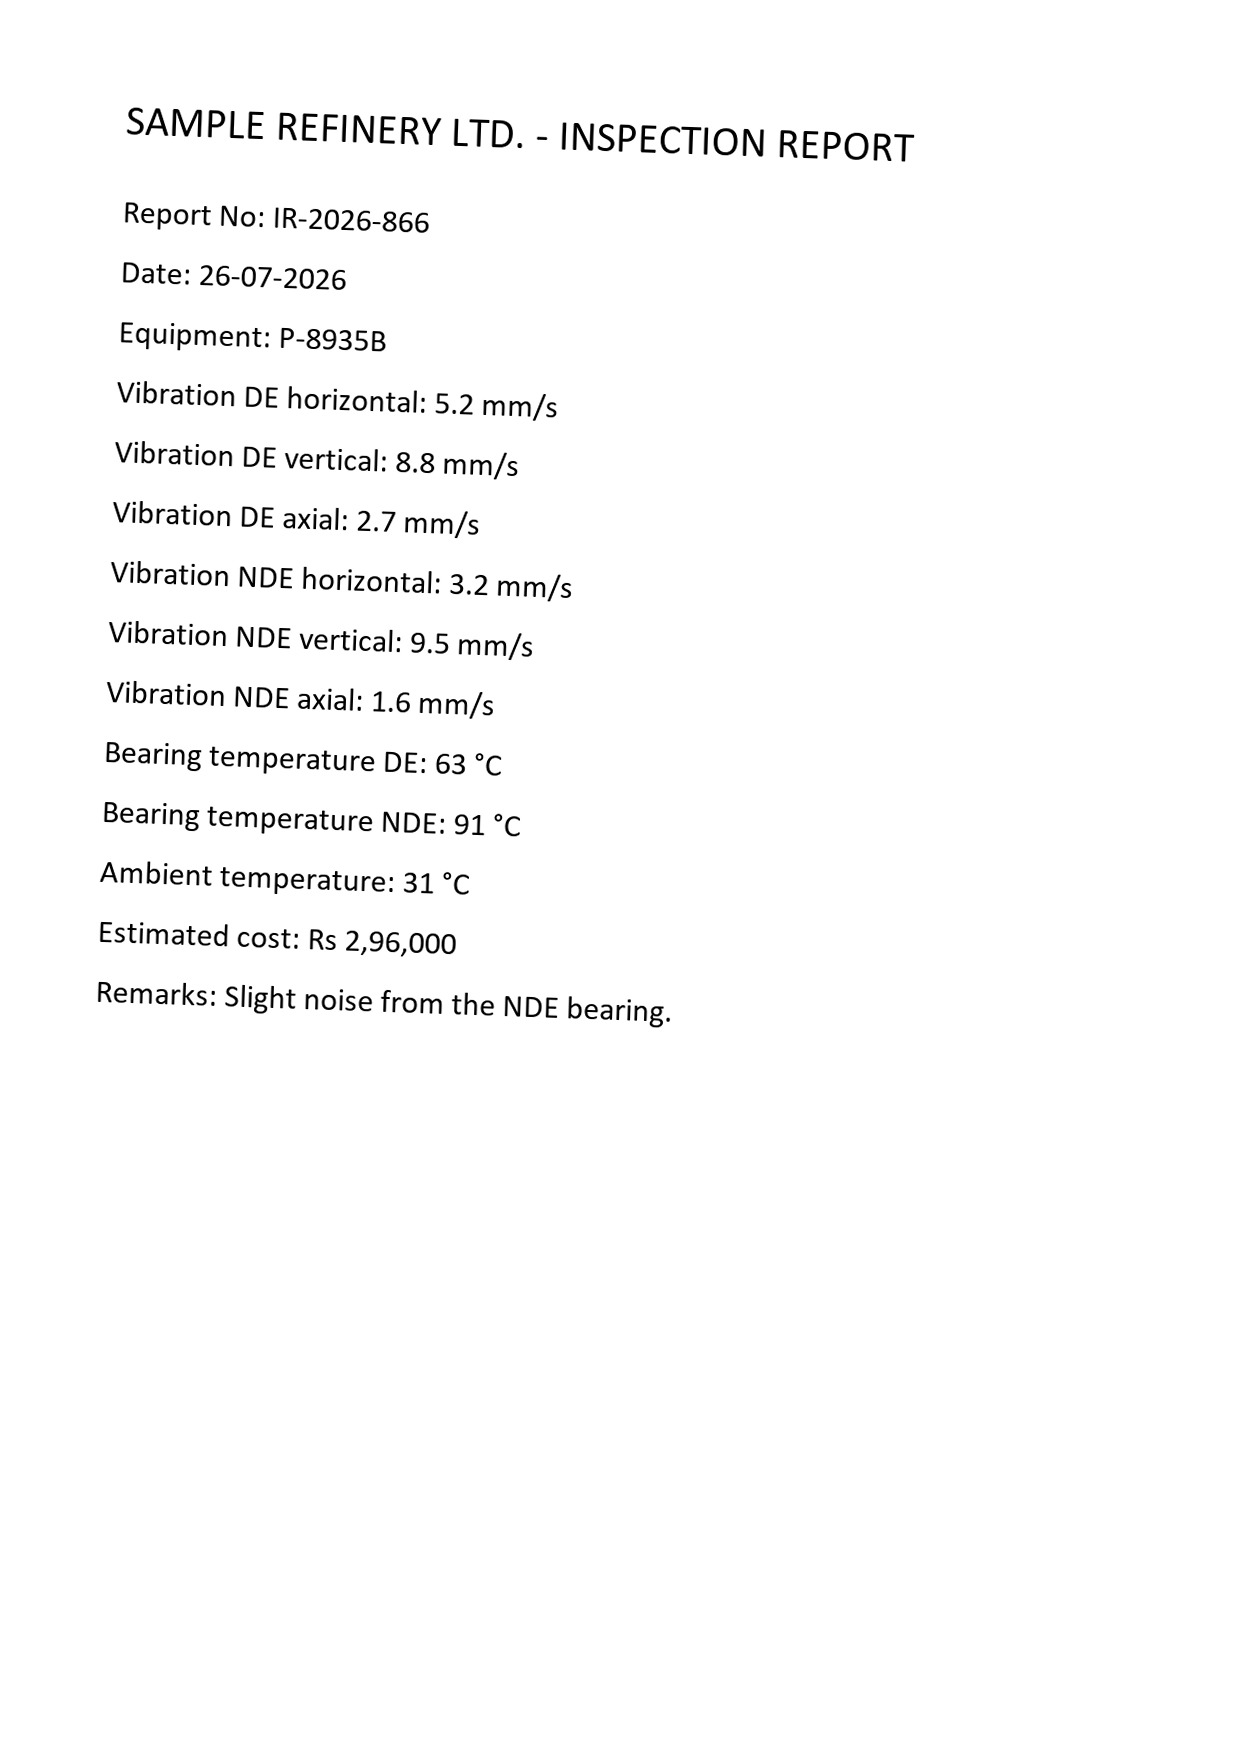 SAMPLE REFINERY LTD. - INSPECTION REPORT
Report No: IR-2026-866
Date: 26-07-2026
Equipment: P-8935B
Vibration DE horizontal: 5.2 mm/s
Vibration DE vertical: 8.8 mm/s
Vibration DE axial: 2.7 mm/s
Vibration NDE horizontal: 3.2 mm/s
Vibration NDE vertical: 9.5 mm/s
Vibration NDE axial: 1.6 mm/s
Bearing temperature DE: 63 °C
Bearing temperature NDE: 91 °C
Ambient temperature: 31 °C
Estimated cost: Rs 2,96,000
Remarks: Slight noise from the NDE bearing.